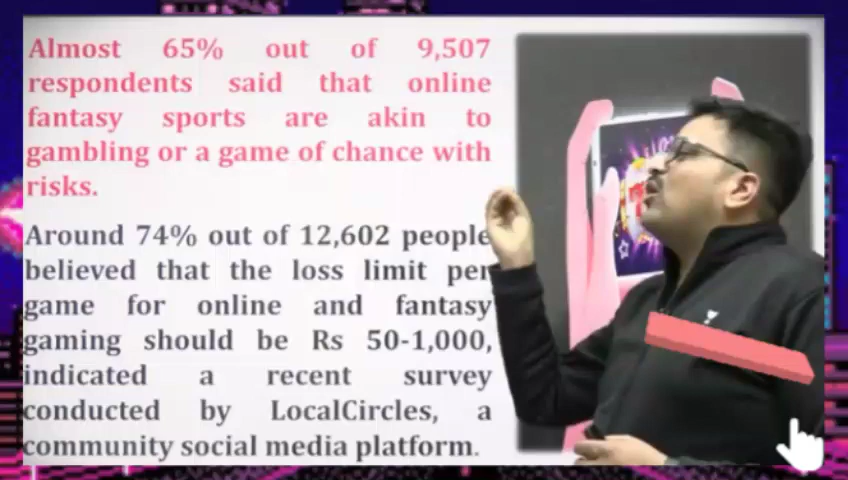 Almost 65% out of 9,507
respondents said that online
fantasy sports are akin to
gambling or a game of chance with
risks.
Around 74% out of 12,602 people
believed that the loss limit per
game for online and fantasy
gaming should be Rs 50-1,000,
indicated a recent survey
conducted by LocalCircles, a
community social media platform.